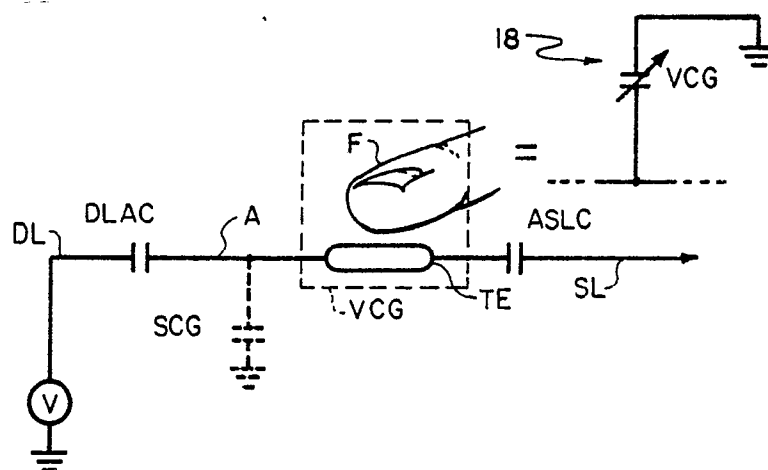 18
VCG
F
=
DLAC
A
ASLC
DL
SCG
VCG
TE
SL
V